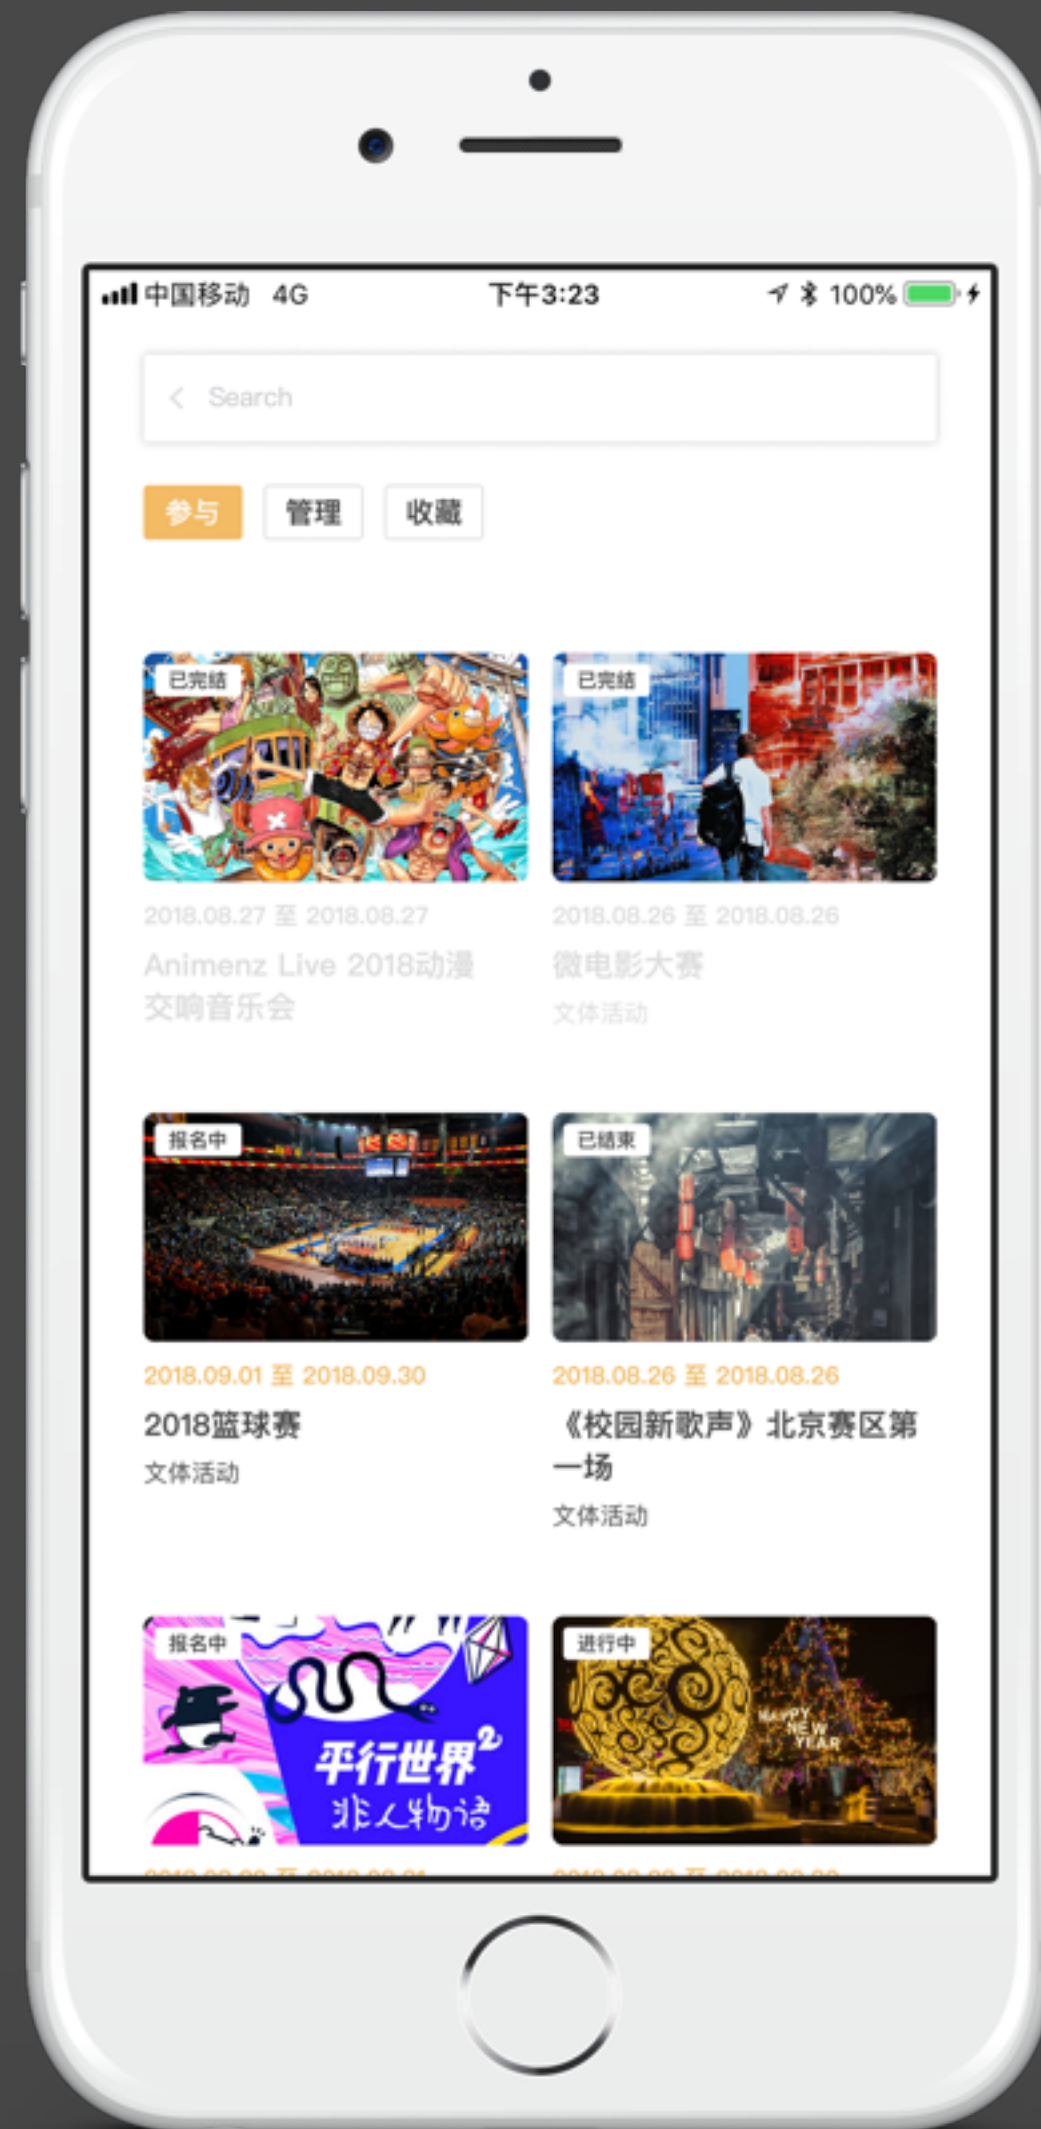 中国移动 4G 下午3:23 100%
Search
参与 管理 收藏
已完结
已完结
2018.08.27 至 2018.08.27
Animenz Live 2018动漫
交响音乐会
2018.08.26 至 2018.08.26
微电影大赛
文体活动
报名中
已结束
2018.09.01 至 2018.09.30
2018篮球赛
文体活动
2018.08.26 至 2018.08.26
《校园新歌声》北京赛区第
一场
文体活动
报名中
平行世界2
非人物语
进行中
HAPPY
NEW
YEAR